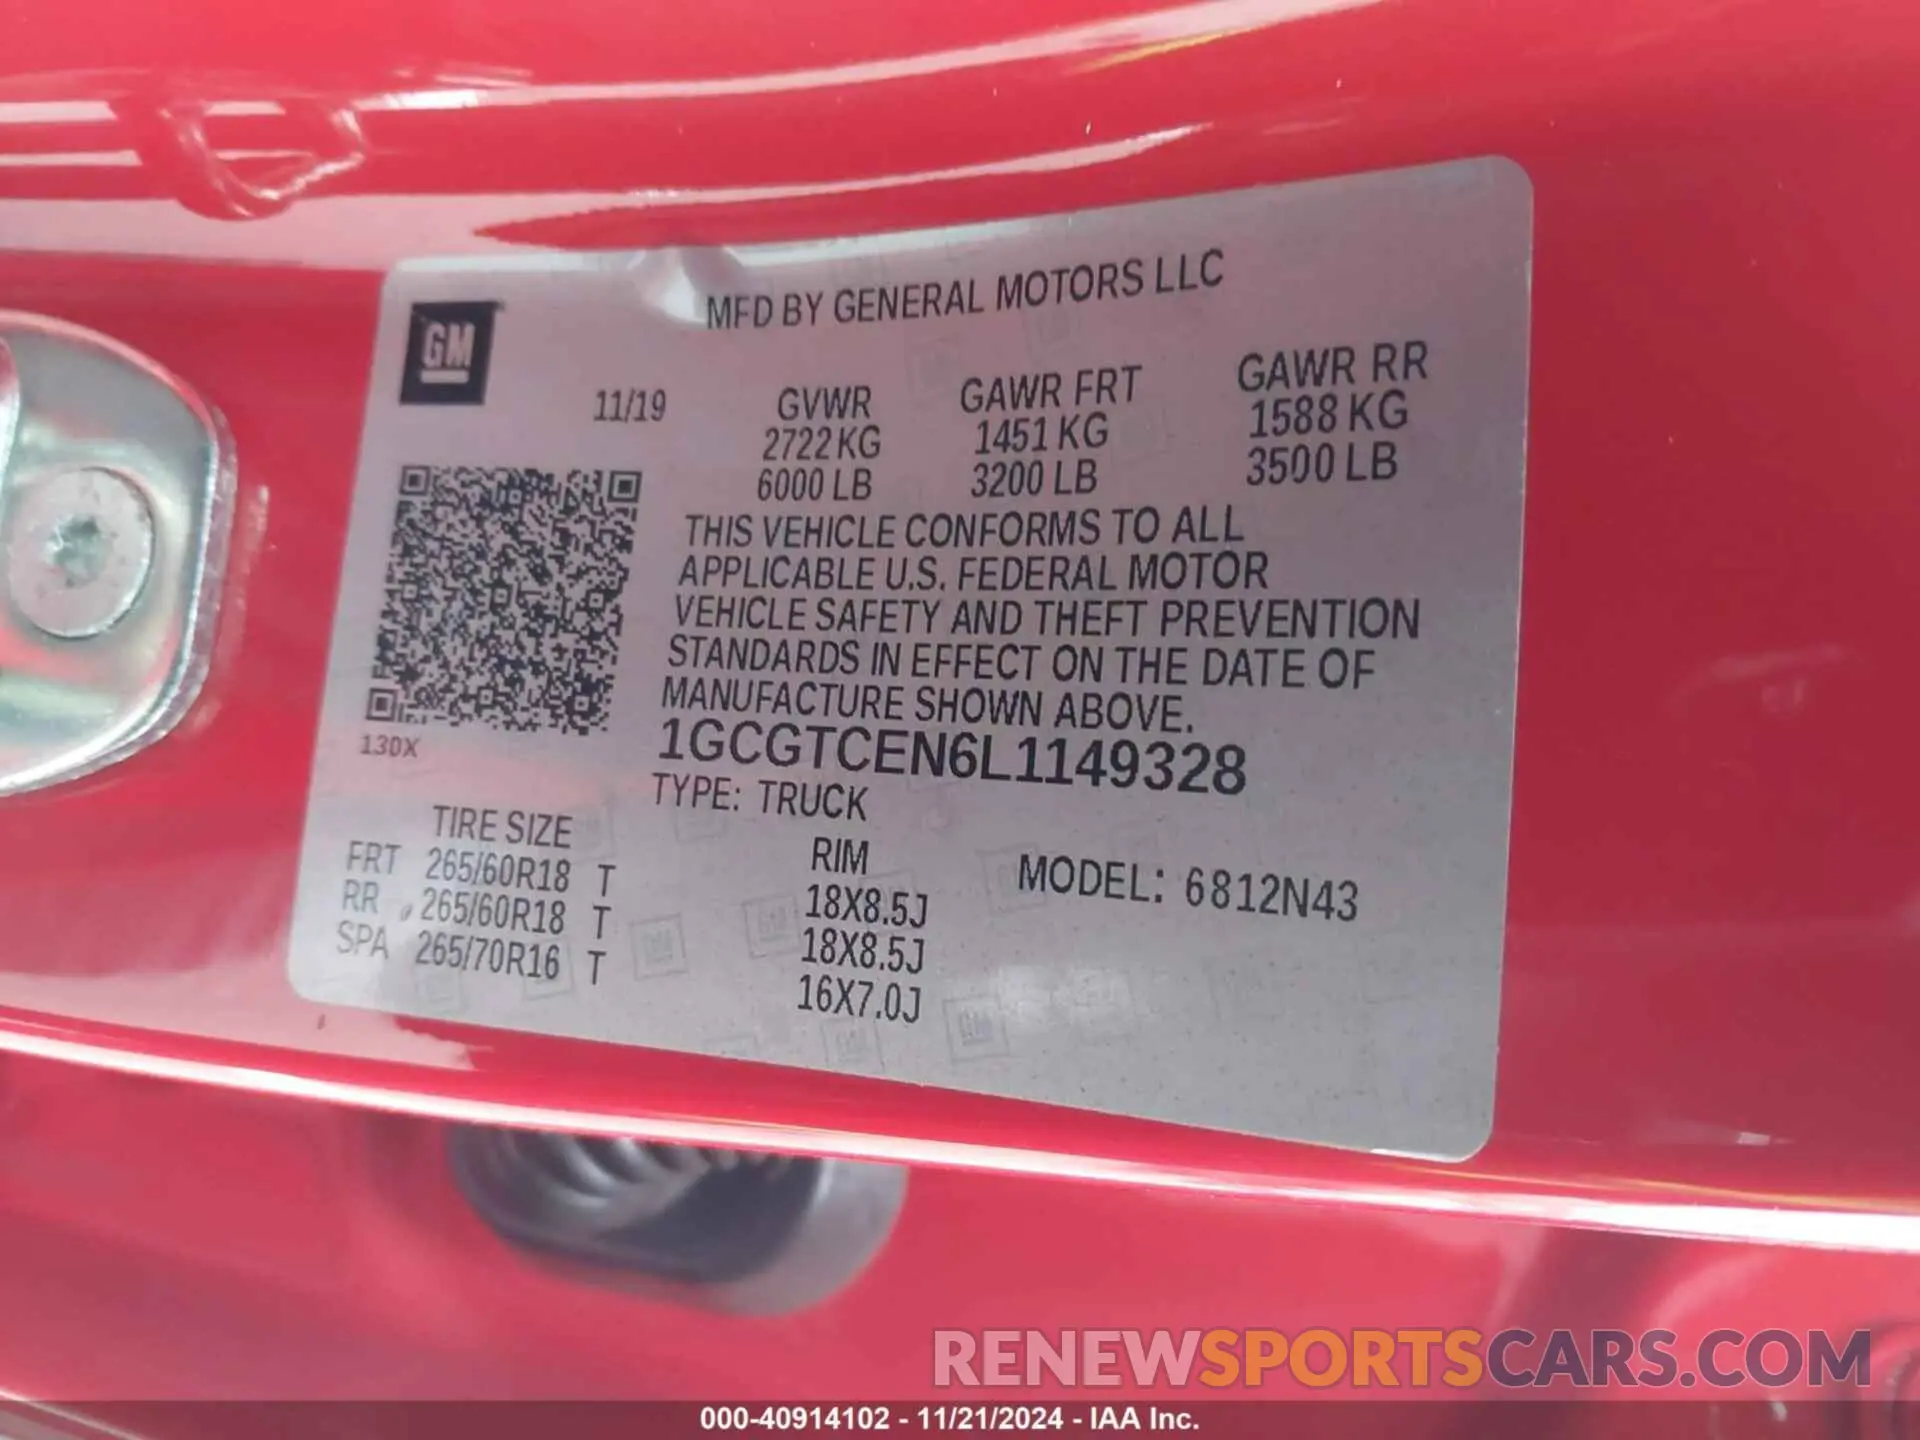 MFD BY GENERAL MOTORS LLC
GM
11/19 GVWR GAWR FRT GAWR RR
2722KG 1451 KG 1588 KG
6000 LB 3200 LB 3500 LB
THIS VEHICLE CONFORMS TO ALL
APPLICABLE U.S. FEDERAL MOTOR
VEHICLE SAFETY AND THEFT PREVENTION
STANDARDS IN EFFECT ON THE DATE OF
MANUFACTURE SHOWN ABOVE.
130X
1GCGTCEN6L1149328
TYPE: TRUCK
TIRE SIZE RIM MODEL: 6812N43
FRT 265/60R18 T 18X8.5J
RR 265/60R18 T 18X8.5J
SPA 265/70R16 T 16X7.0J
RENEWSPORTSCARS.COM
000-40914102 - 11/21/2024 - IAA Inc.